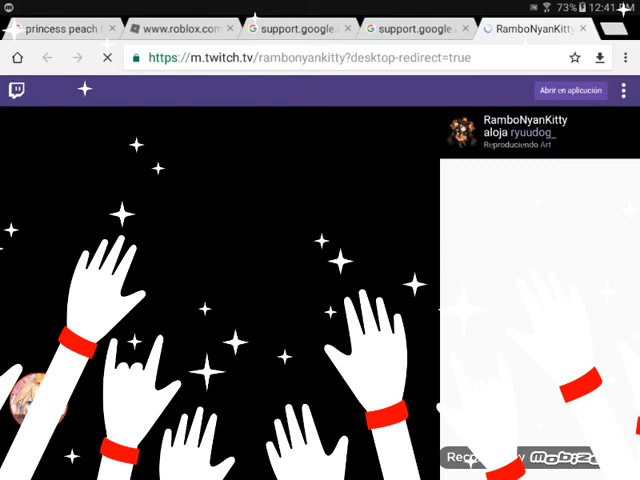 73% 12:41 P.M.
princess peach
www.roblox.com
support.google.
support.google.
RamboNyanKitty
https://m.twitch.tv/rambonyankitty?desktop-redirect=true
Abrir en aplicación
RamboNyanKitty
aloja ryuudog_
Reproduciendo Art